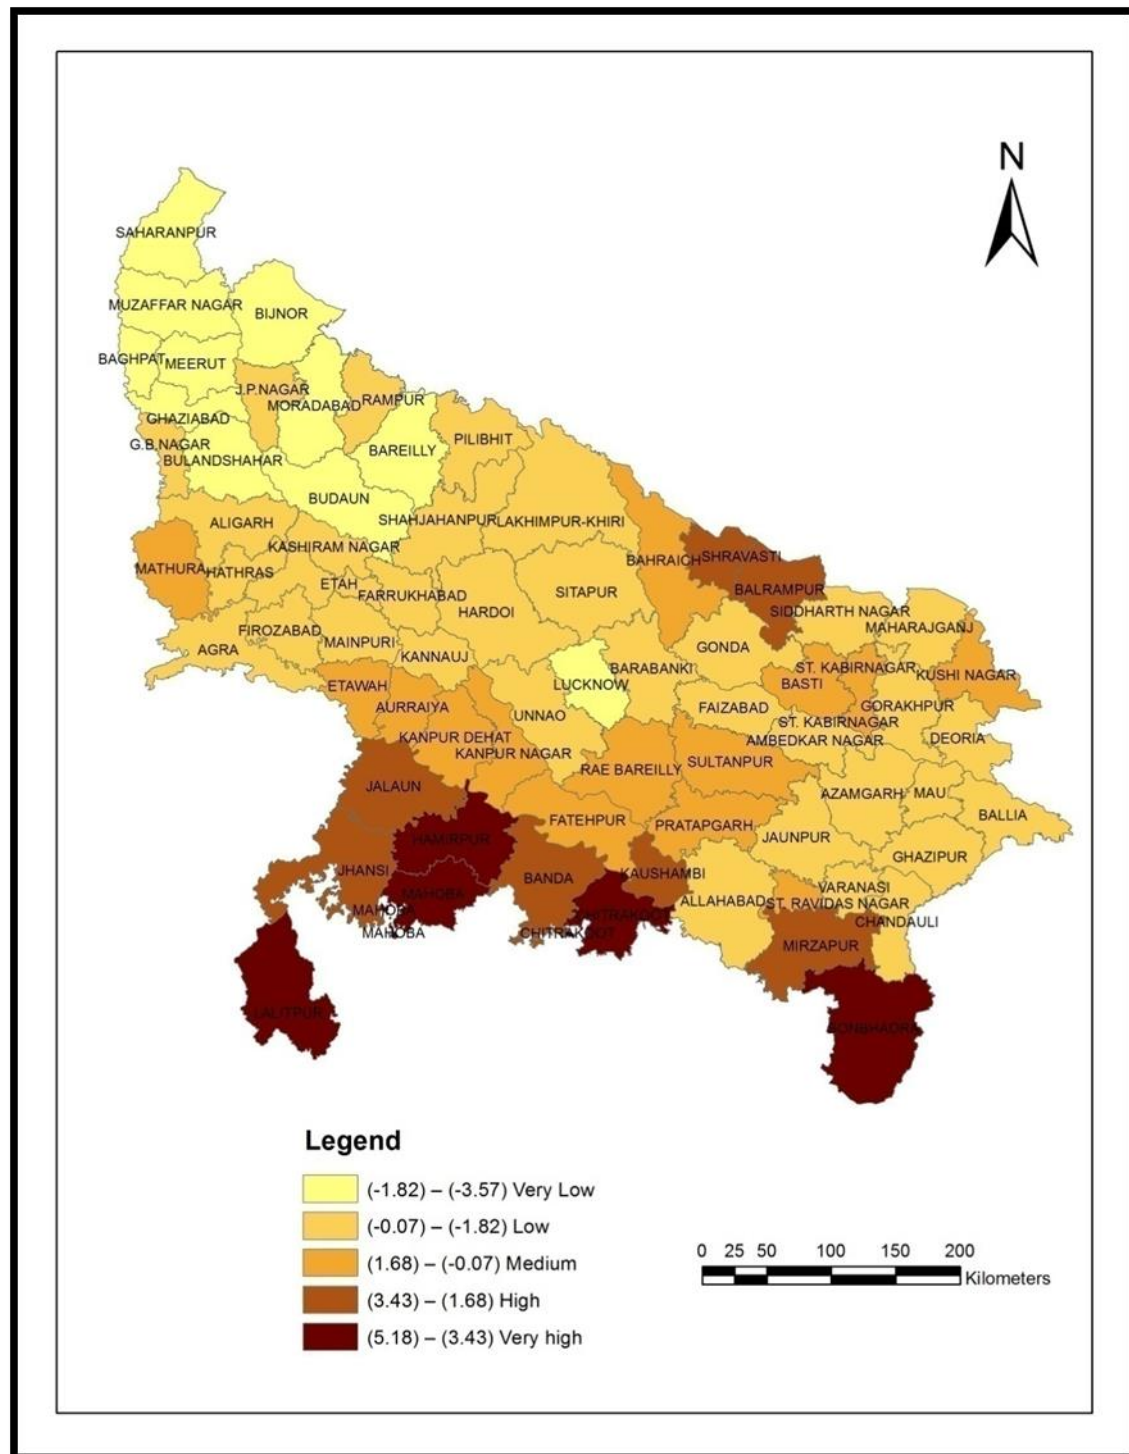 N
SAHARANPUR
MUZAFFAR NAGAR
BIJNOR
BAGHPAT
MEERUT
J.P.NAGAR
MORADABAD
RAMPUR
GHAZIABAD
G.B.NAGAR
BULANDSHAHAR
BAREILLY
PILIBHIT
BUDAUN
SHAHJAHANPUR
LAKHIMPUR-KHIRI
ALIGARH
KASHIRAM NAGAR
BAHRAICH
SHRAVASTI
MATHURA
HATHRAS
ETAH
FARRUKHABAD
HARDOI
SITAPUR
BALRAMPUR
SIDDHARTH NAGAR
MAHARAJGANJ
FIROZABAD
MAINPURI
AGRA
KANNAUJ
GONDA
BARABANKI
ST. KABIRNAGAR
KUSHI NAGAR
ETAWAH
LUCKNOW
BASTI
AURRAIYA
UNNAO
FAIZABAD
GORAKHPUR
ST. KABIRNAGAR
KANPUR DEHAT
AMBEDKAR NAGAR
DEORIA
KANPUR NAGAR
RAE BAREILLY
SULTANPUR
JALAUN
AZAMGARH
MAU
BALLIA
HAMIRPUR
FATEHPUR
PRATAPGARH
JAUNPUR
GHAZIPUR
JHANSI
BANDA
KAUSHAMBI
MAHOBA
VARANASI
ALLAHABAD
ST. RAVIDAS NAGAR
MAHOBA
CHITRAKOOT
CHANDAULI
MAHOBA
CHITRAKOOT
MIRZAPUR
LALITPUR
SONBHADRA
Legend
(-1.82) – (-3.57) Very Low
(-0.07) – (-1.82) Low
(1.68) – (-0.07) Medium
(3.43) – (1.68) High
(5.18) – (3.43) Very high
0 25 50 100 150 200
Kilometers